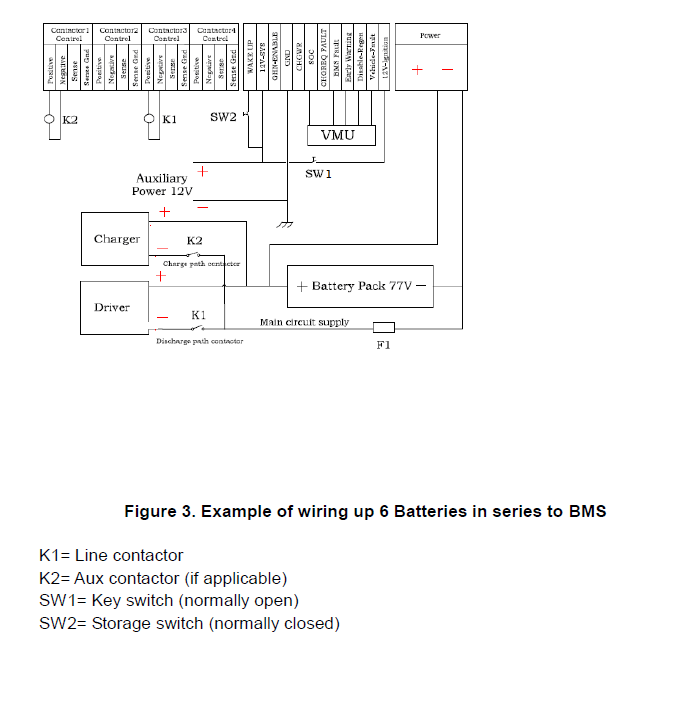 Contactor1 Control
Contactor2 Control
Contactor3 Control
Contactor4 Control
Positive
Negative
Sense
Sense Gnd
Positive
Negative
Sense
Sense Gnd
Positive
Negative
Sense
Sense Gnd
Positive
Negative
Sense
Sense Gnd
WAKE UP
12V-SYS
GHN-ENABLE
GND
CHGWR
SOC
CHGREQ FAULT
BMS Fault
Early Warning
Disable-Regen
Vehicle-Fault
12V-Ignition
Power
+ −
K2
K1
SW2
VMU
SW1
Auxiliary
Power 12V
+
−
Charger
+
−
K2
Charge path contactor
Driver
+
−
K1
Discharge path contactor
+ Battery Pack 77V −
Main circuit supply
F1
Figure 3. Example of wiring up 6 Batteries in series to BMS
K1= Line contactor
K2= Aux contactor (if applicable)
SW1= Key switch (normally open)
SW2= Storage switch (normally closed)